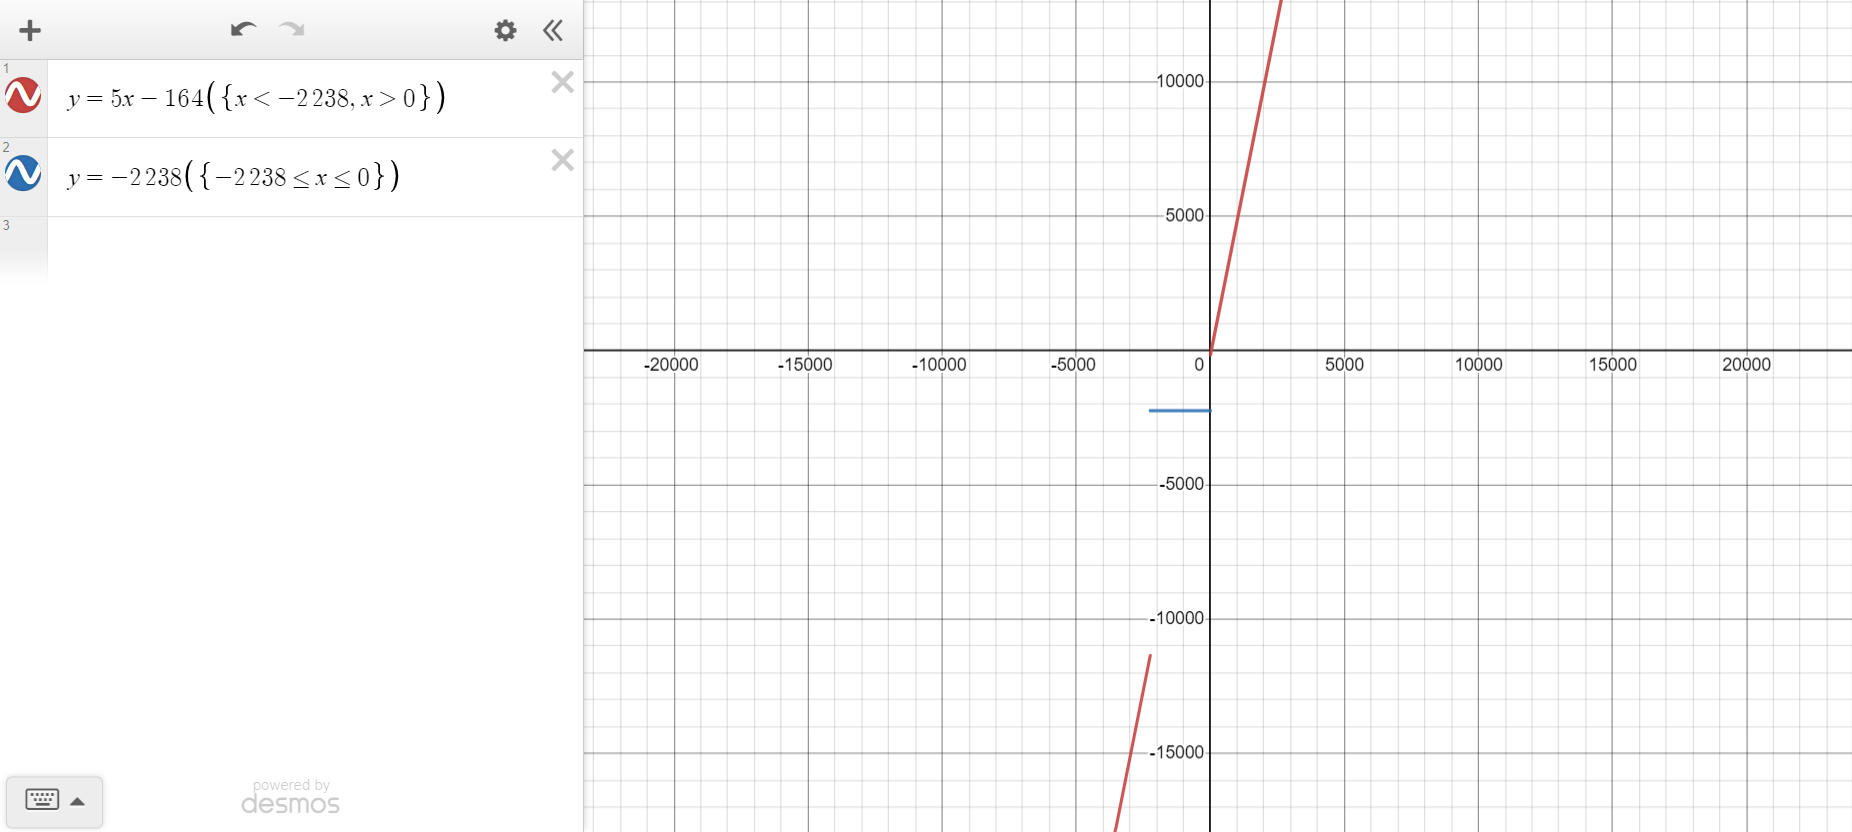 1
y = 5x − 164({x < −2238, x > 0})
2
y = −2238({−2238 ≤ x ≤ 0})
3
powered by
desmos
10000
5000
-20000 -15000 -10000 -5000 0 5000 10000 15000 20000
-5000
-10000
-15000